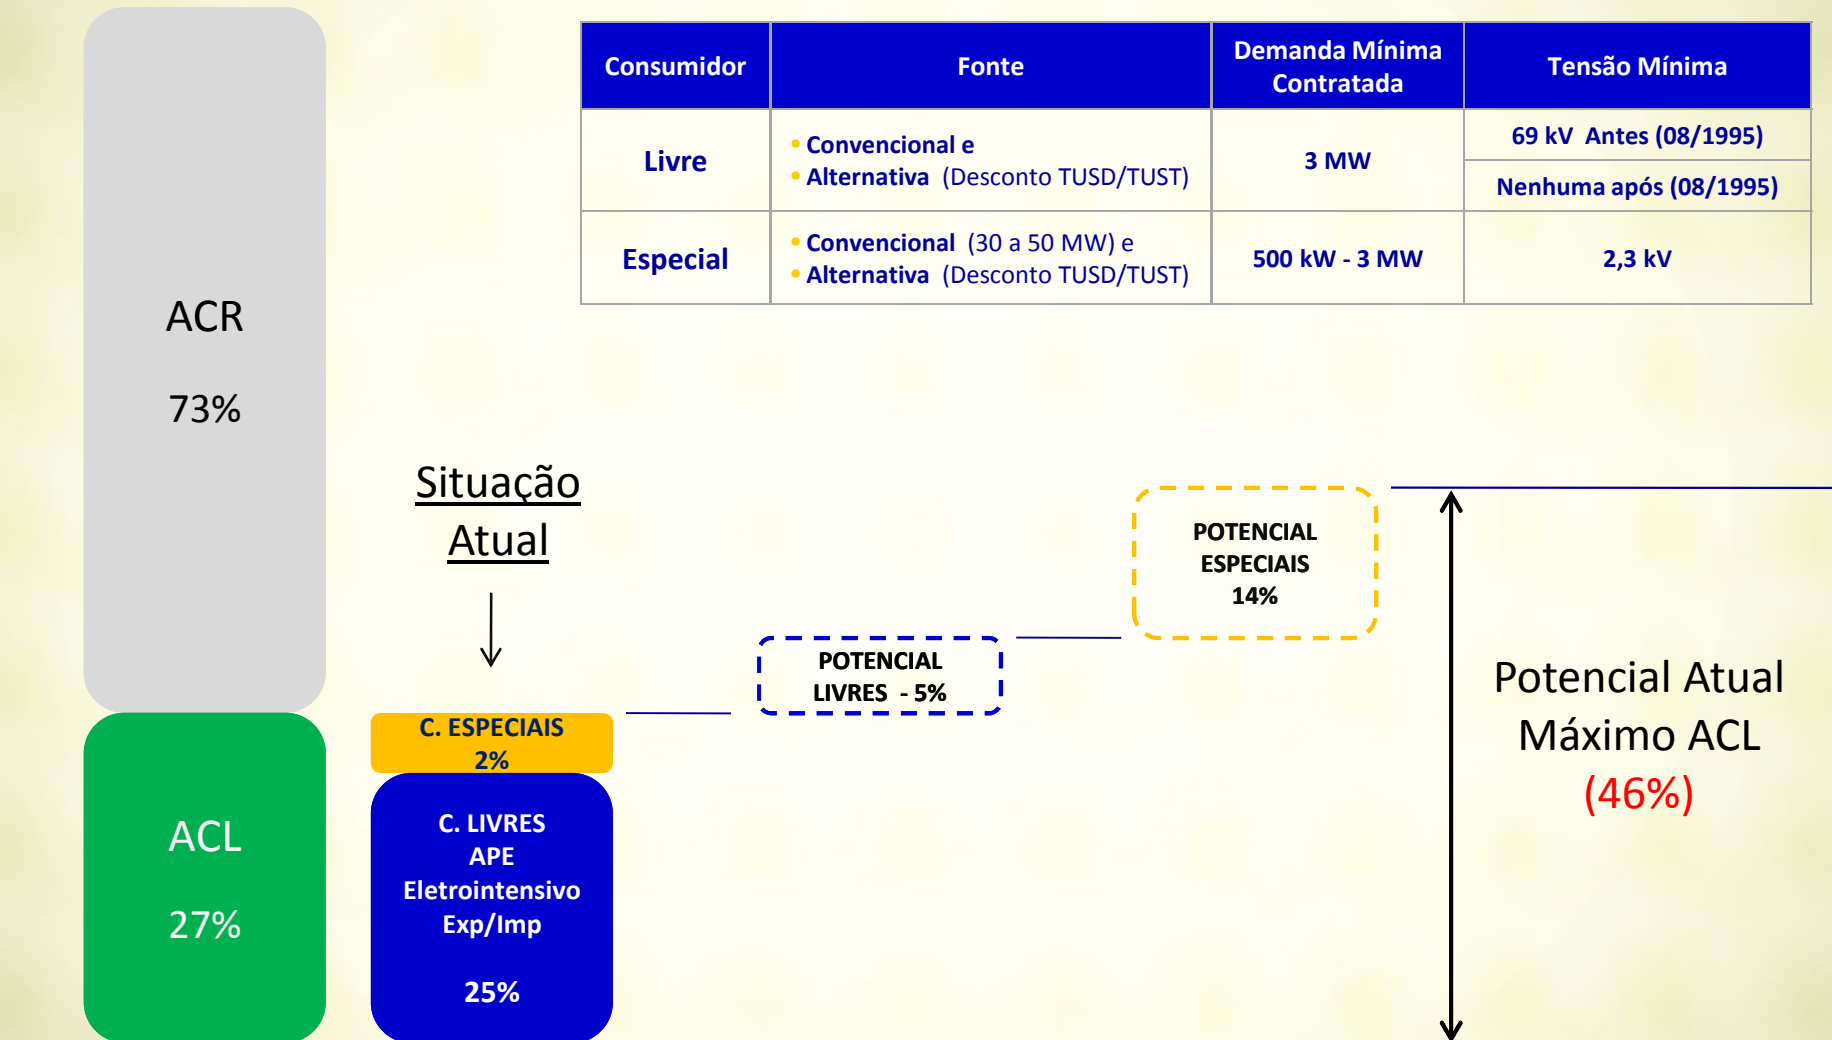 Consumidor
Fonte
Demanda Mínima
Contratada
Tensão Mínima
Livre
• Convencional e
• Alternativa (Desconto TUSD/TUST)
3 MW
69 kV Antes (08/1995)
Nenhuma após (08/1995)
Especial
• Convencional (30 a 50 MW) e
• Alternativa (Desconto TUSD/TUST)
500 kW - 3 MW
2,3 kV
ACR
73%
ACL
27%
Situação
Atual
C. ESPECIAIS
2%
C. LIVRES
APE
Eletrointensivo
Exp/Imp
25%
POTENCIAL
LIVRES - 5%
POTENCIAL
ESPECIAIS
14%
Potencial Atual
Máximo ACL
(46%)